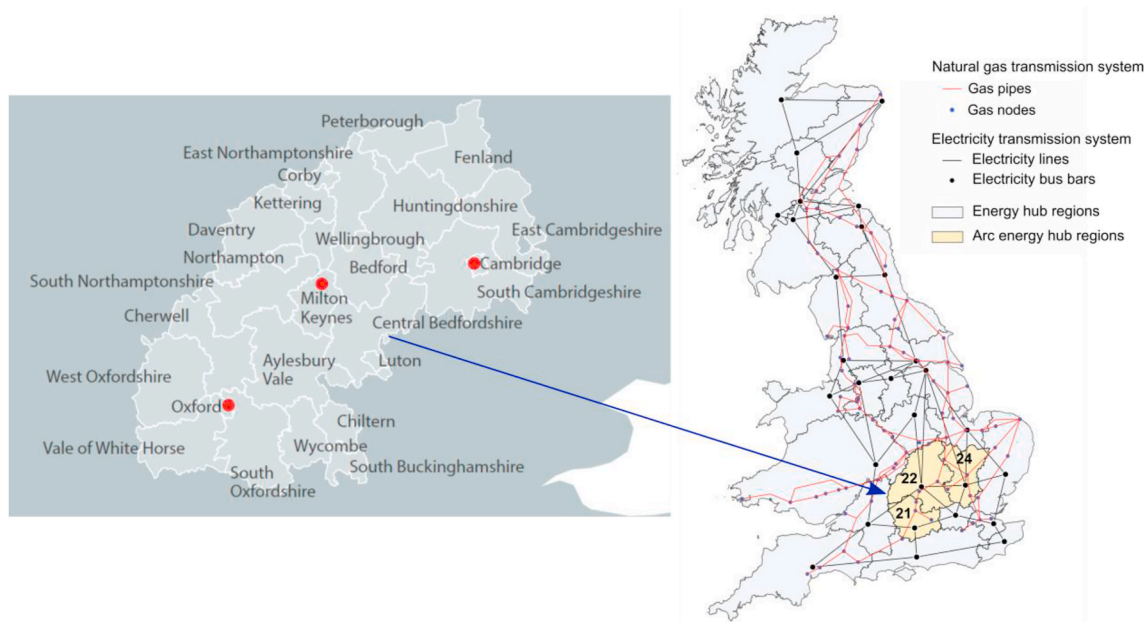 Peterborough
East Northamptonshire
Corby
Fenland
Kettering
Huntingdonshire
Daventry
East Cambridgeshire
Wellingbrough
Northampton
Bedford
Cambridge
South Northamptonshire
Milton
Keynes
South Cambridgeshire
Cherwell
Central Bedfordshire
Aylesbury
Vale
Luton
West Oxfordshire
Oxford
Chiltern
Vale of White Horse
Wycombe
South
Oxfordshire
South Buckinghamshire
Natural gas transmission system
Gas pipes
Gas nodes
Electricity transmission system
Electricity lines
Electricity bus bars
Energy hub regions
Arc energy hub regions
24
22
21